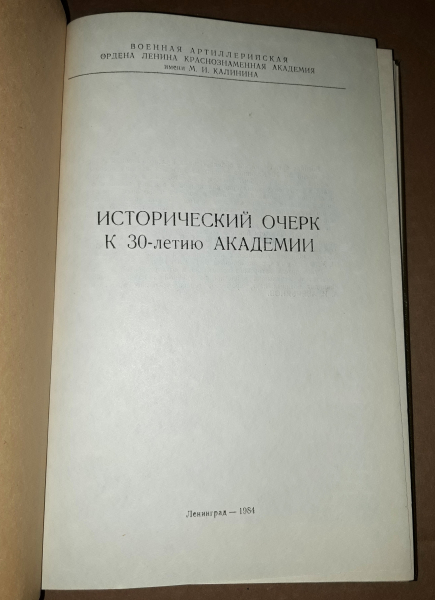 ВОЕННАЯ АРТИЛЛЕРИЙСКАЯ
ОРДЕНА ЛЕНИНА КРАСНОЗНАМЕННАЯ АКАДЕМИЯ
имени М. И. КАЛИНИНА
ИСТОРИЧЕСКИЙ ОЧЕРК
К 30-летию АКАДЕМИИ
Ленинград — 1984